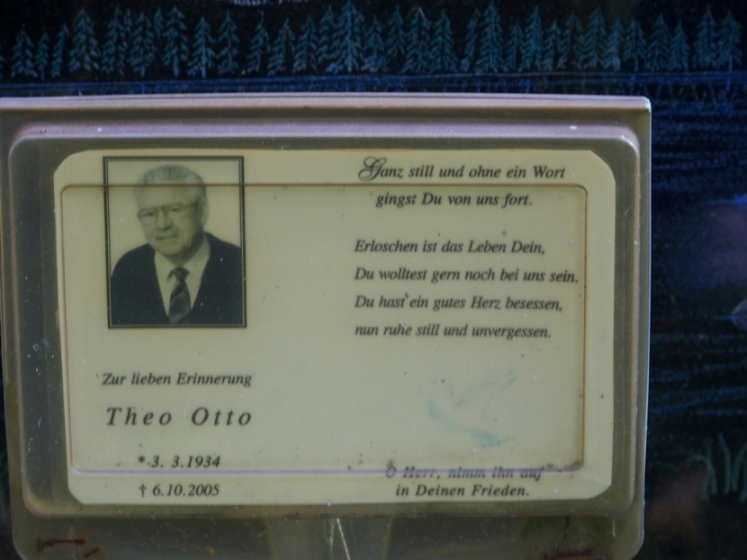 Zur lieben Erinnerung
Theo Otto
* 3. 3.1934
† 6.10.2005
Ganz still und ohne ein Wort
gingst Du von uns fort.
Erloschen ist das Leben Dein,
Du wolltest gern noch bei uns sein.
Du hast ein gutes Herz besessen,
nun ruhe still und unvergessen.
O Herr, nimm ihn auf
in Deinen Frieden.